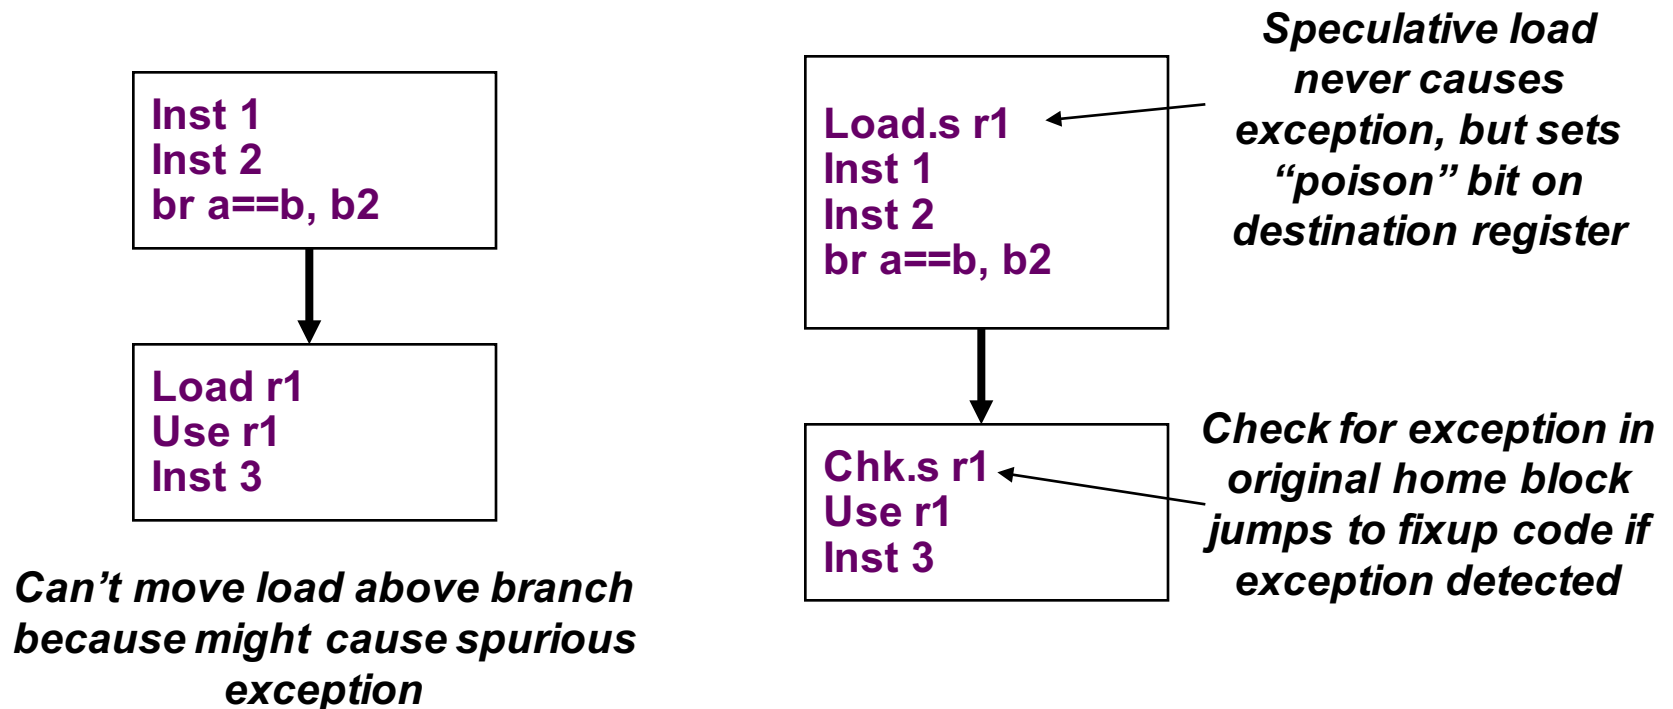 Inst 1
Inst 2
br a==b, b2
Load r1
Use r1
Inst 3
Can’t move load above branch
because might cause spurious
exception
Load.s r1
Inst 1
Inst 2
br a==b, b2
Speculative load
never causes
exception, but sets
“poison” bit on
destination register
Chk.s r1
Use r1
Inst 3
Check for exception in
original home block
jumps to fixup code if
exception detected